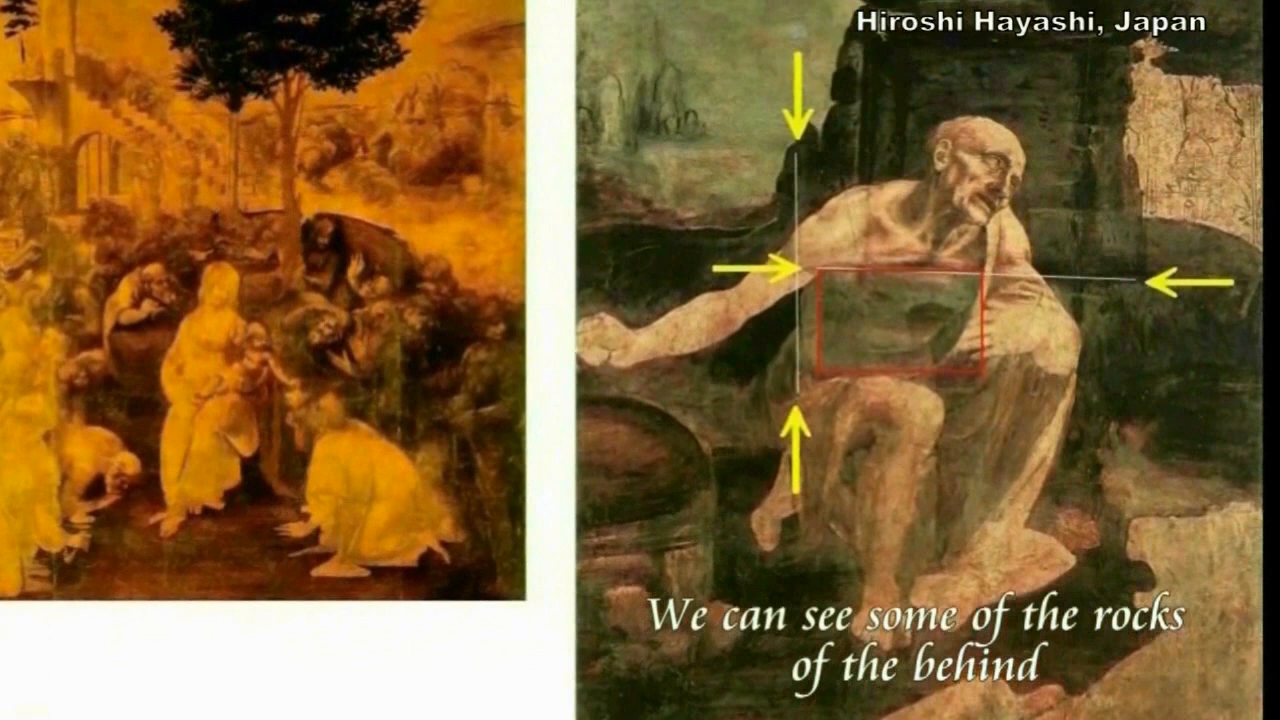 Hiroshi Hayashi, Japan
We can see some of the rocks
of the behind